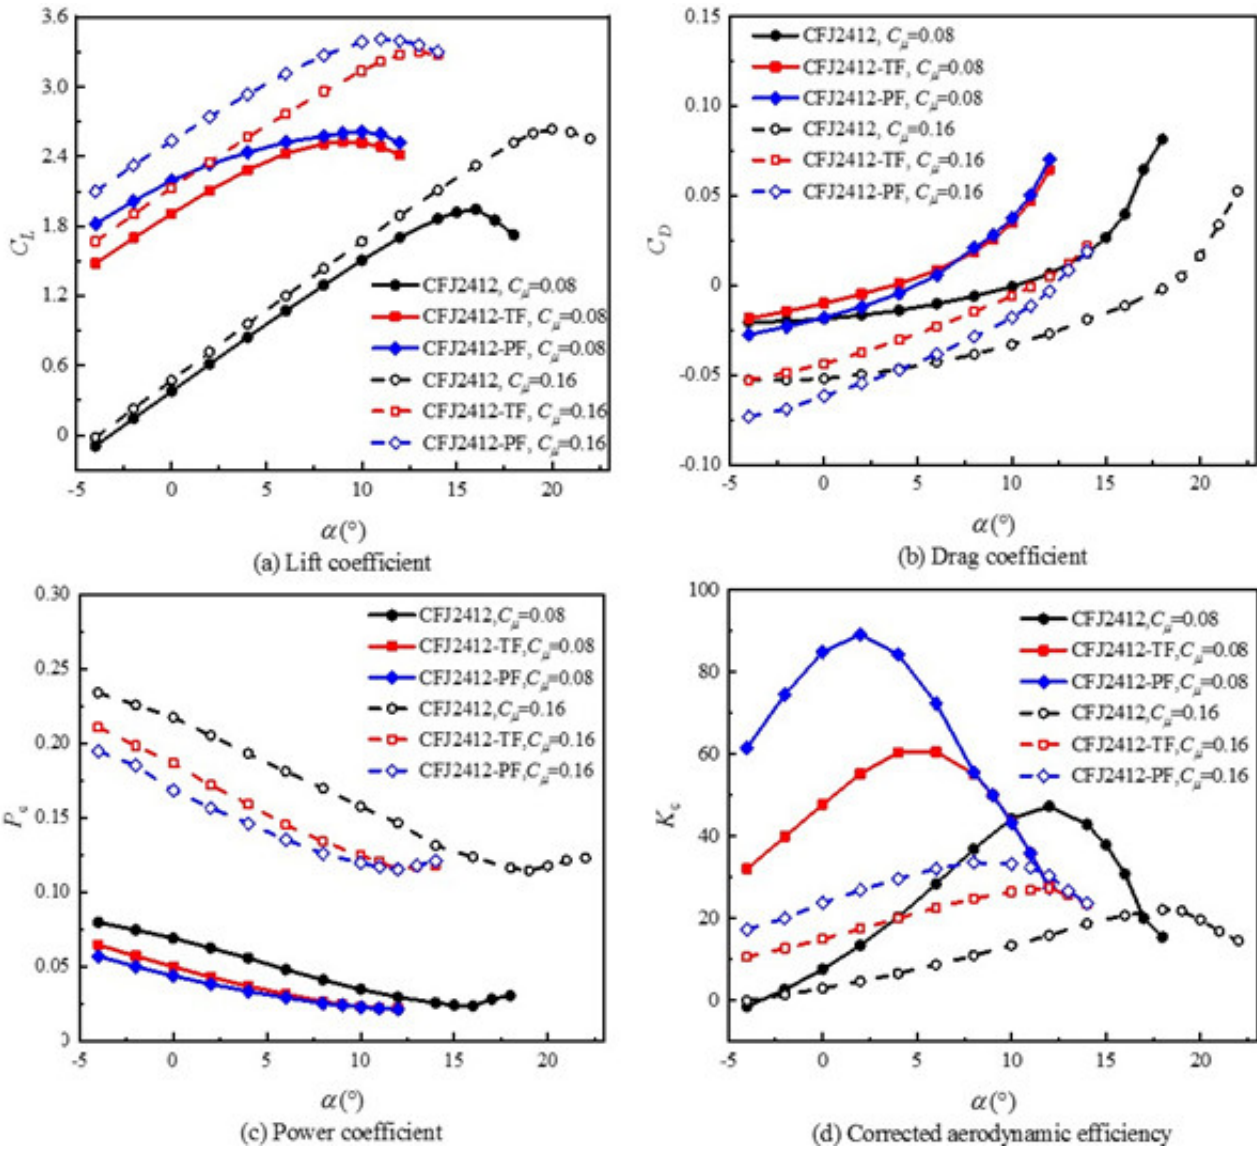 3.6
3.0
2.4
1.8
1.2
0.6
0
C_L
CFJ2412, C_μ=0.08
CFJ2412-TF, C_μ=0.08
CFJ2412-PF, C_μ=0.08
CFJ2412, C_μ=0.16
CFJ2412-TF, C_μ=0.16
CFJ2412-PF, C_μ=0.16
-5 0 5 10 15 20
α(°)
(a) Lift coefficient
0.15
0.10
0.05
0
-0.05
-0.10
C_D
CFJ2412, C_μ=0.08
CFJ2412-TF, C_μ=0.08
CFJ2412-PF, C_μ=0.08
CFJ2412, C_μ=0.16
CFJ2412-TF, C_μ=0.16
CFJ2412-PF, C_μ=0.16
-5 0 5 10 15 20
α(°)
(b) Drag coefficient
0.30
0.25
0.20
0.15
0.10
0.05
0
P_c
CFJ2412,C_μ=0.08
CFJ2412-TF,C_μ=0.08
CFJ2412-PF,C_μ=0.08
CFJ2412,C_μ=0.16
CFJ2412-TF,C_μ=0.16
CFJ2412-PF,C_μ=0.16
-5 0 5 10 15 20
α(°)
(c) Power coefficient
100
80
60
40
20
0
K_c
CFJ2412,C_μ=0.08
CFJ2412-TF,C_μ=0.08
CFJ2412-PF,C_μ=0.08
CFJ2412,C_μ=0.16
CFJ2412-TF,C_μ=0.16
CFJ2412-PF,C_μ=0.16
-5 0 5 10 15 20
α(°)
(d) Corrected aerodynamic efficiency